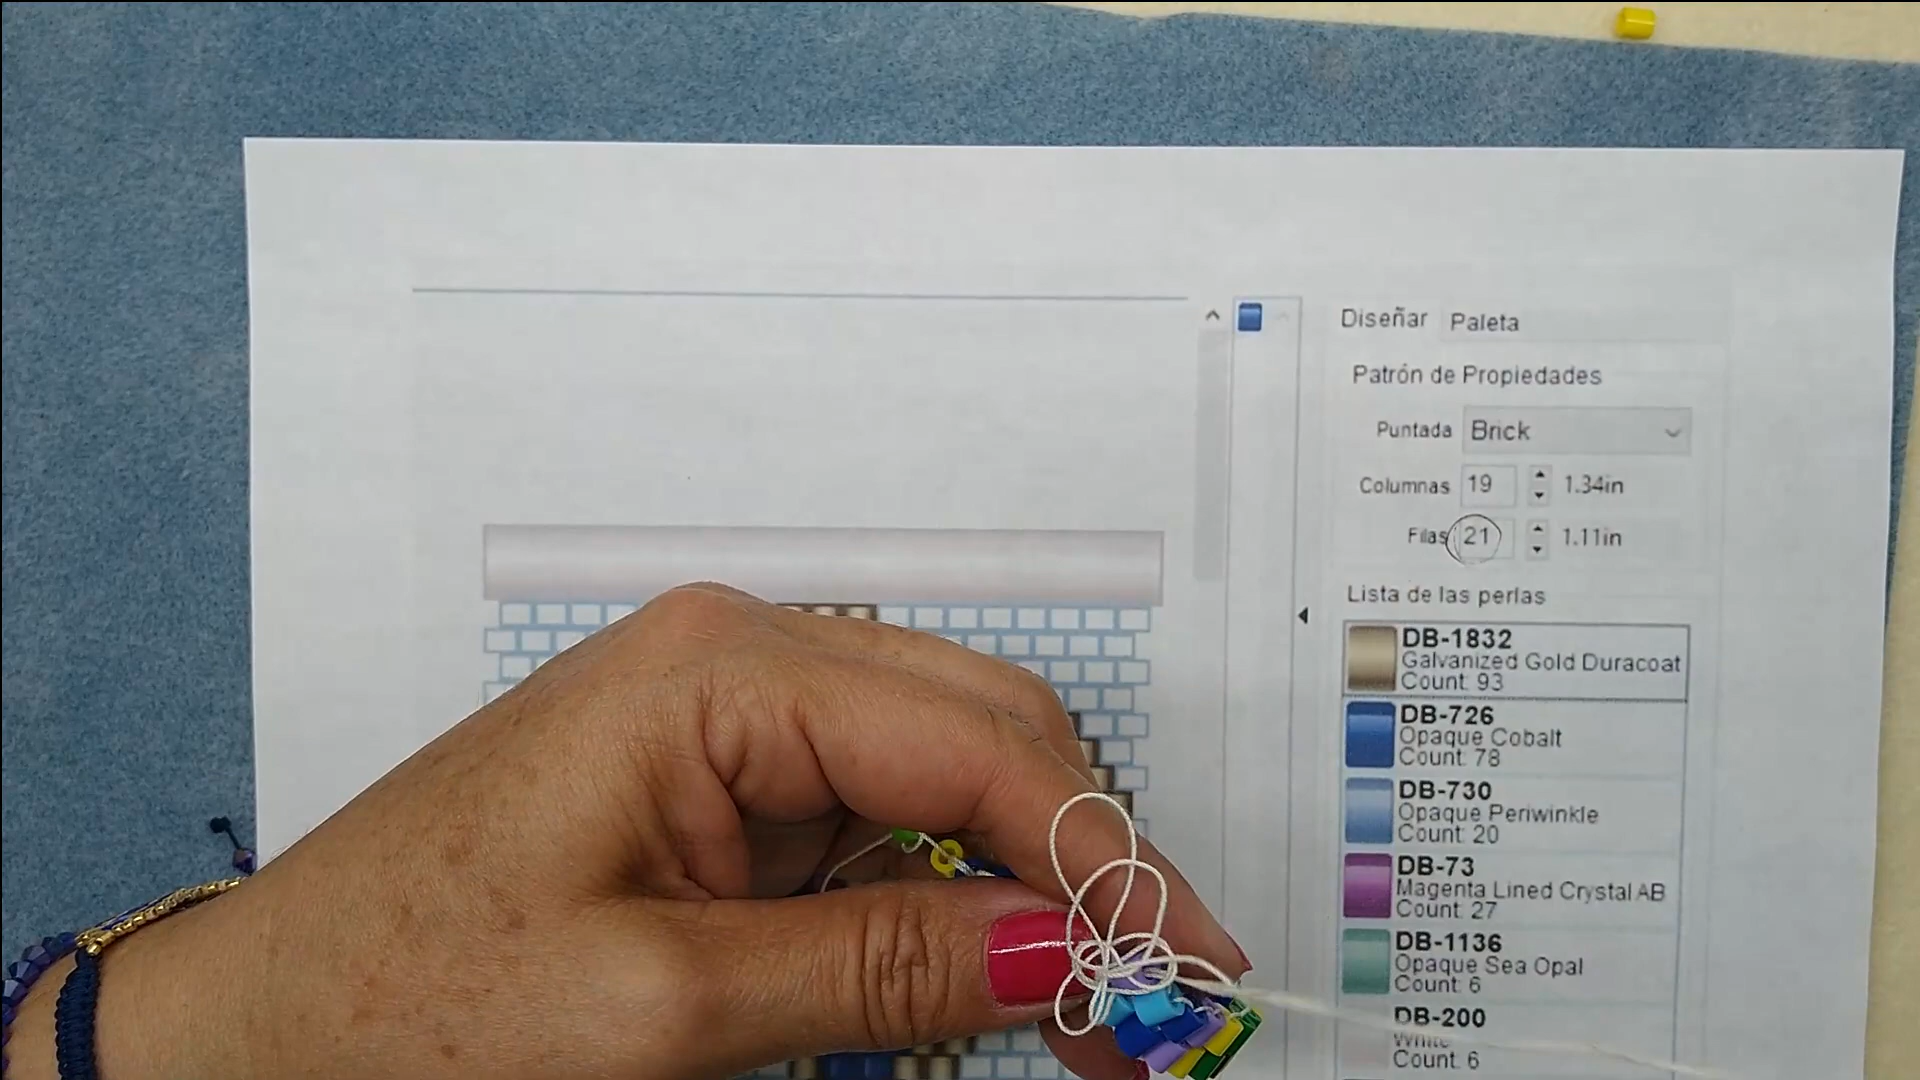 Diseñar Paleta
Patrón de Propiedades
Puntada Brick
Columnas 19 1.34in
Filas 21 1.11in
Lista de las perlas
DB-1832
Galvanized Gold Duracoat
Count: 93
DB-726
Opaque Cobalt
Count: 78
DB-730
Opaque Periwinkle
Count: 20
DB-73
Magenta Lined Crystal AB
Count: 27
DB-1136
Opaque Sea Opal
Count: 6
DB-200
White
Count: 6